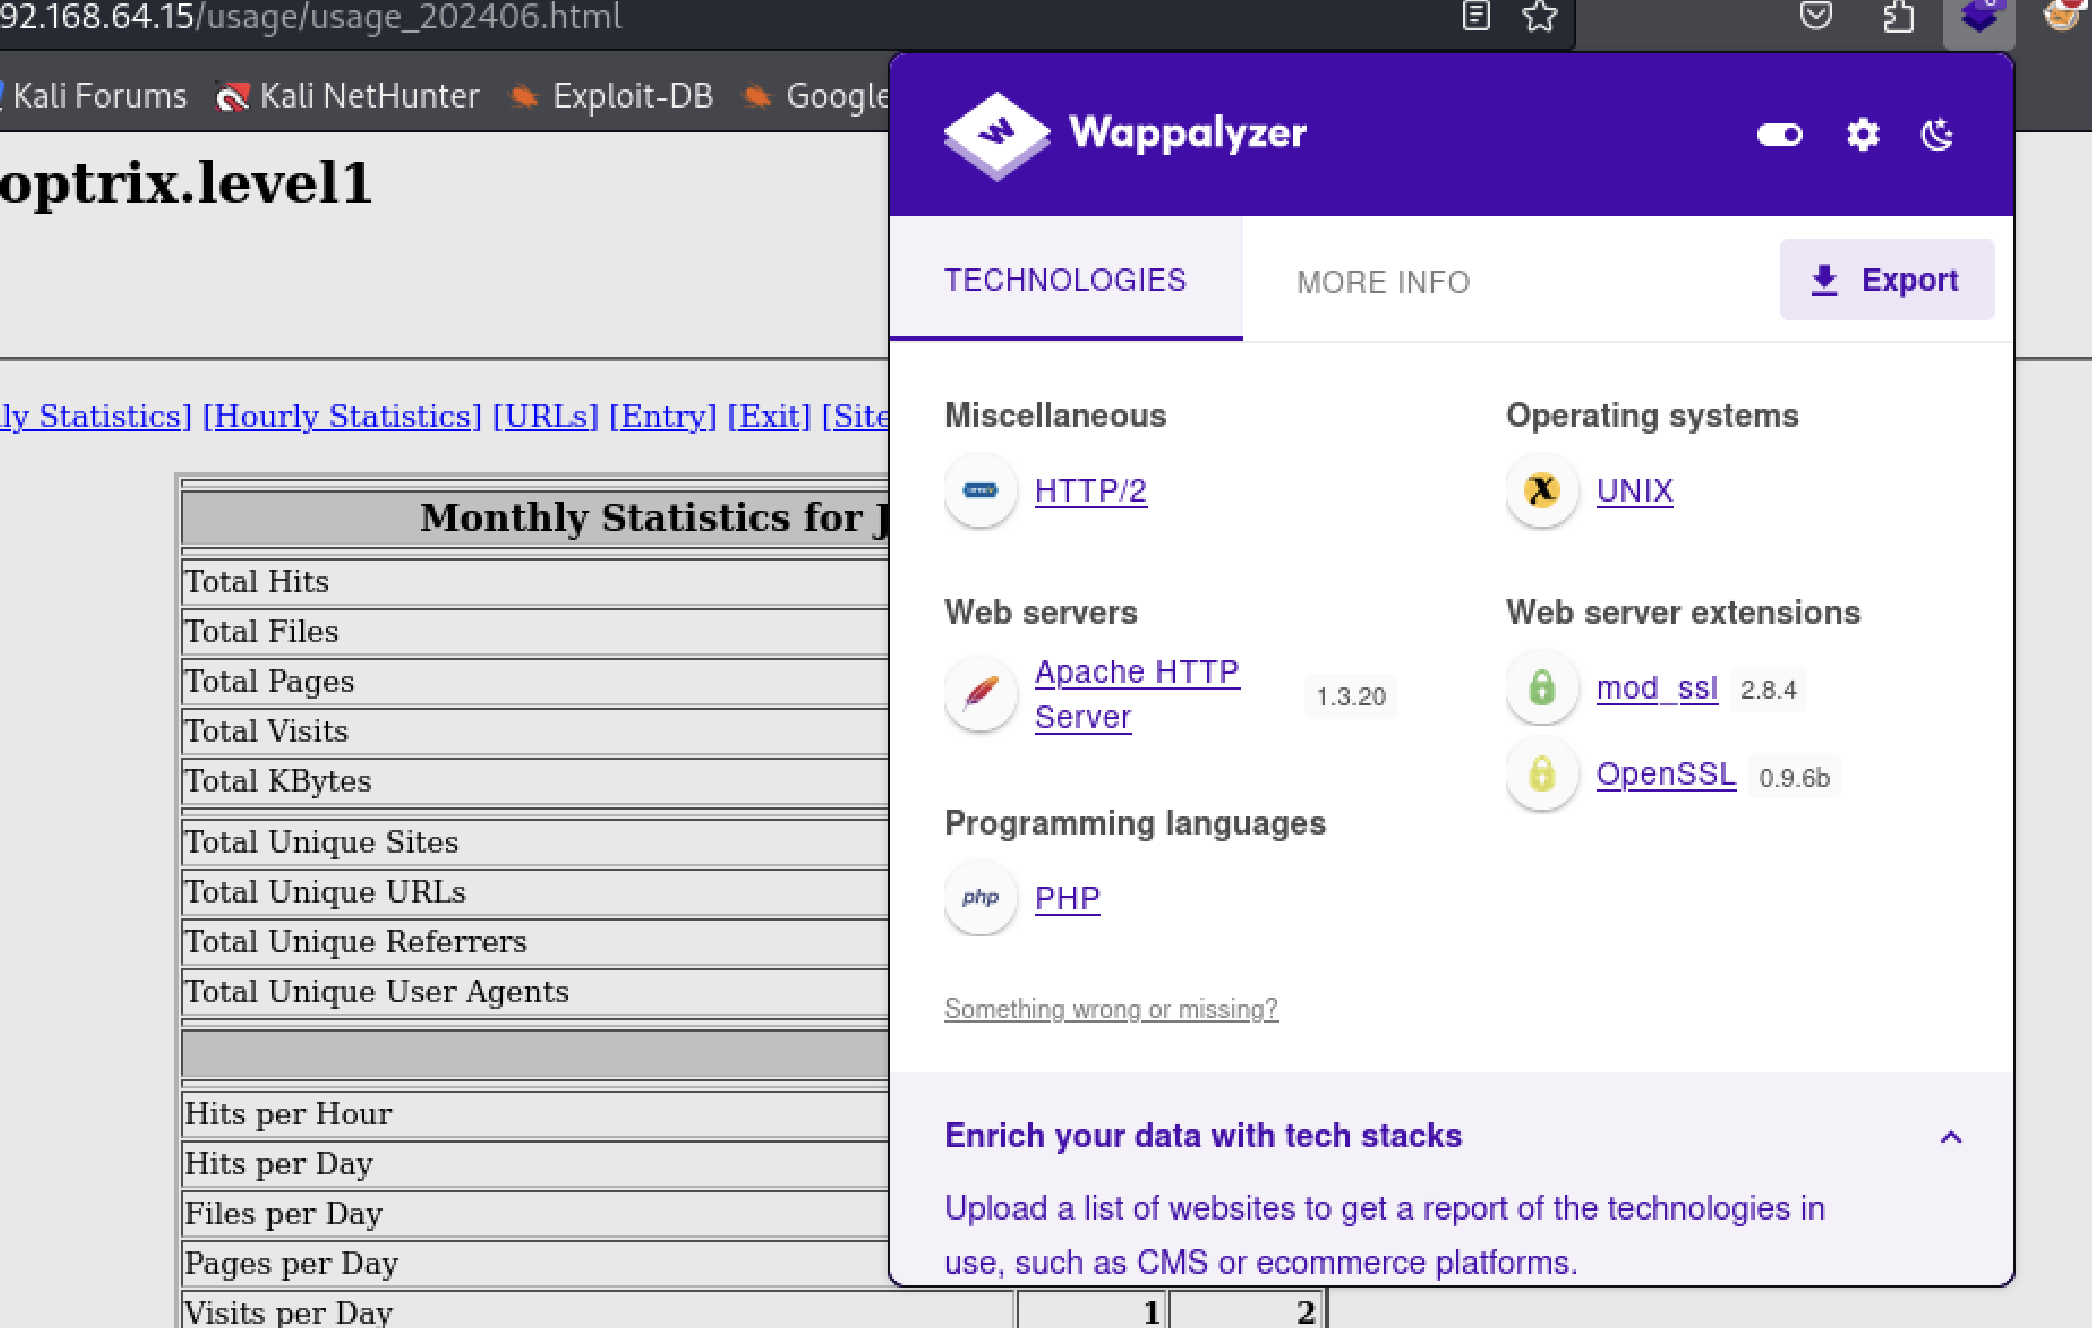 92.168.64.15/usage/usage_202406.html
Kali Forums Kali NetHunter Exploit-DB Google
optrix.level1
ly Statistics] [Hourly Statistics] [URLs] [Entry] [Exit] [Site
Monthly Statistics for J
Total Hits
Total Files
Total Pages
Total Visits
Total KBytes
Total Unique Sites
Total Unique URLs
Total Unique Referrers
Total Unique User Agents
Hits per Hour
Hits per Day
Files per Day
Pages per Day
Visits per Day 1 2
W Wappalyzer
TECHNOLOGIES MORE INFO Export
Miscellaneous
HTTP/2
Operating systems
X UNIX
Web servers
Apache HTTP
Server
1.3.20
Web server extensions
mod_ssl 2.8.4
OpenSSL 0.9.6b
Programming languages
php PHP
Something wrong or missing?
Enrich your data with tech stacks
Upload a list of websites to get a report of the technologies in
use, such as CMS or ecommerce platforms.